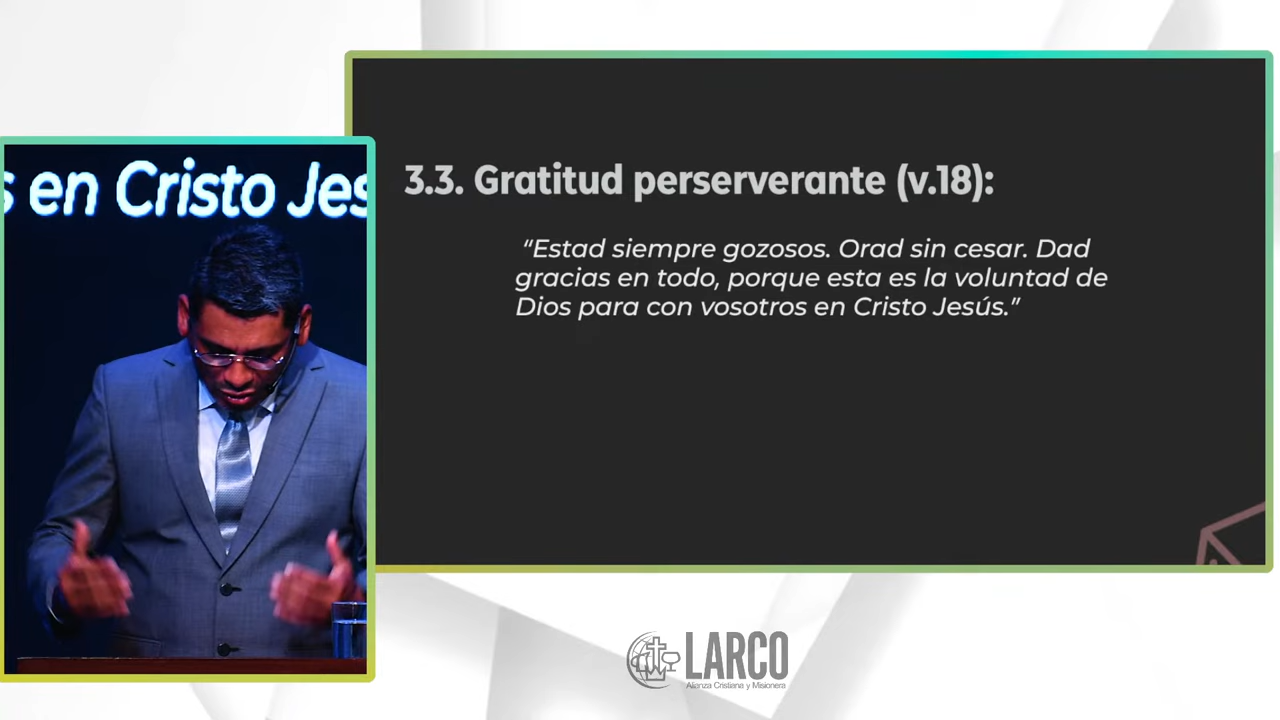 s en Cristo Jes
3.3. Gratitud perserverante (v.18):
“Estad siempre gozosos. Orad sin cesar. Dad
gracias en todo, porque esta es la voluntad de
Dios para con vosotros en Cristo Jesús.”
LARCO
Alianza Cristiana y Misionera